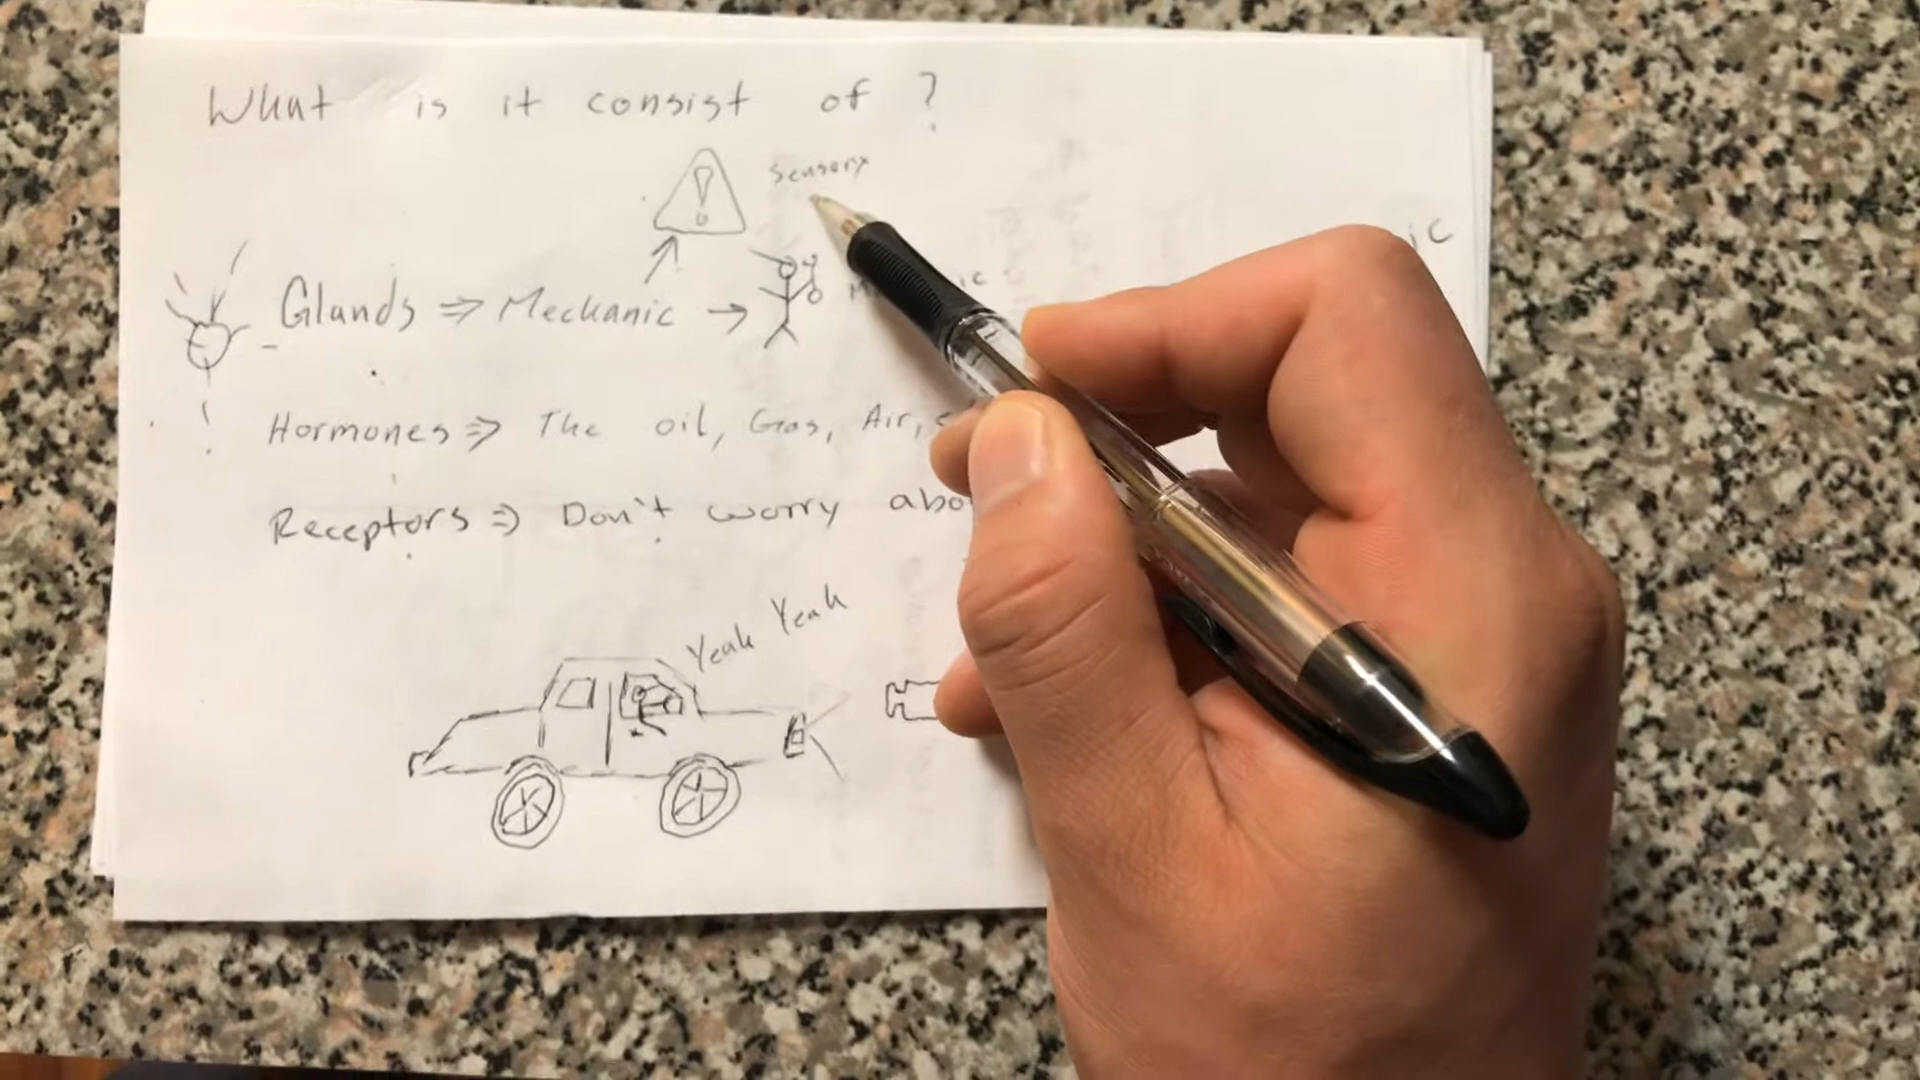 What is it consist of ?
Sensory
Glands ⇒ Mechanic →
Hormones ⇒ The oil, Gas, Air,
Receptors ⇒ Don't worry abo
Yeah Yeah